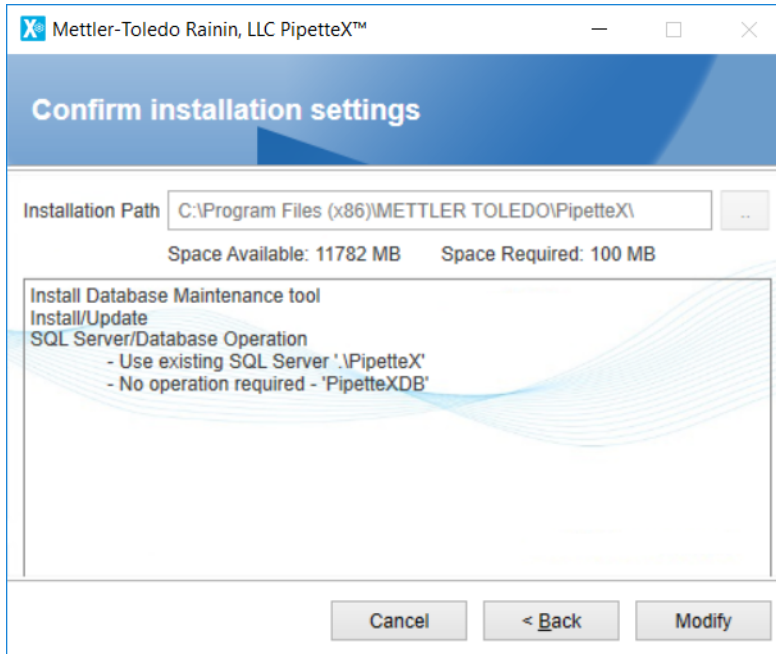 Mettler-Toledo Rainin, LLC PipetteX™
Confirm installation settings
Installation Path C:\Program Files (x86)\METTLER TOLEDO\PipetteX\ ..
Space Available: 11782 MB Space Required: 100 MB
Install Database Maintenance tool
Install/Update
SQL Server/Database Operation
- Use existing SQL Server '.\PipetteX'
- No operation required - 'PipetteXDB'
Cancel < Back Modify